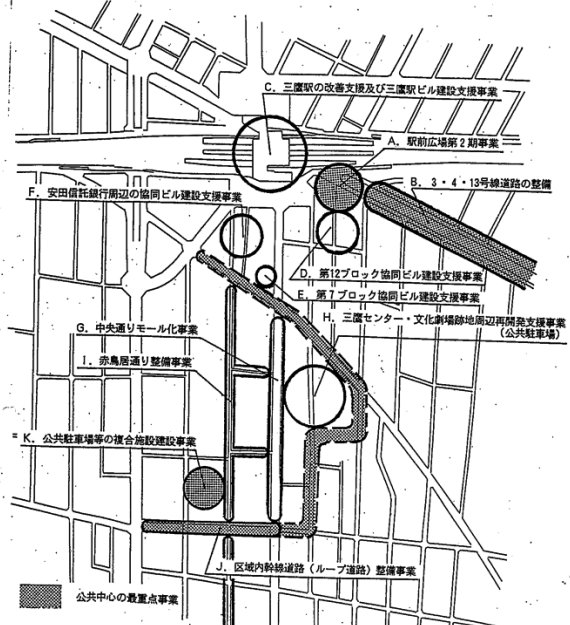 C. 三鷹駅の改善支援及び三鷹駅ビル建設支援事業
A. 駅前広場第2期事業
B. 3・4・13号線道路の整備
F. 安田信託銀行周辺の協同ビル建設支援事業
D. 第12ブロック協同ビル建設支援事業
E. 第7ブロック協同ビル建設支援事業
H. 三鷹センター・文化劇場跡地周辺再開発支援事業
(公共駐車場)
G. 中央通りモール化事業
I. 赤鳥居通り整備事業
K. 公共駐車場等の複合施設建設事業
J. 区域内幹線道路(ループ道路)整備事業
公共中心の最重点事業